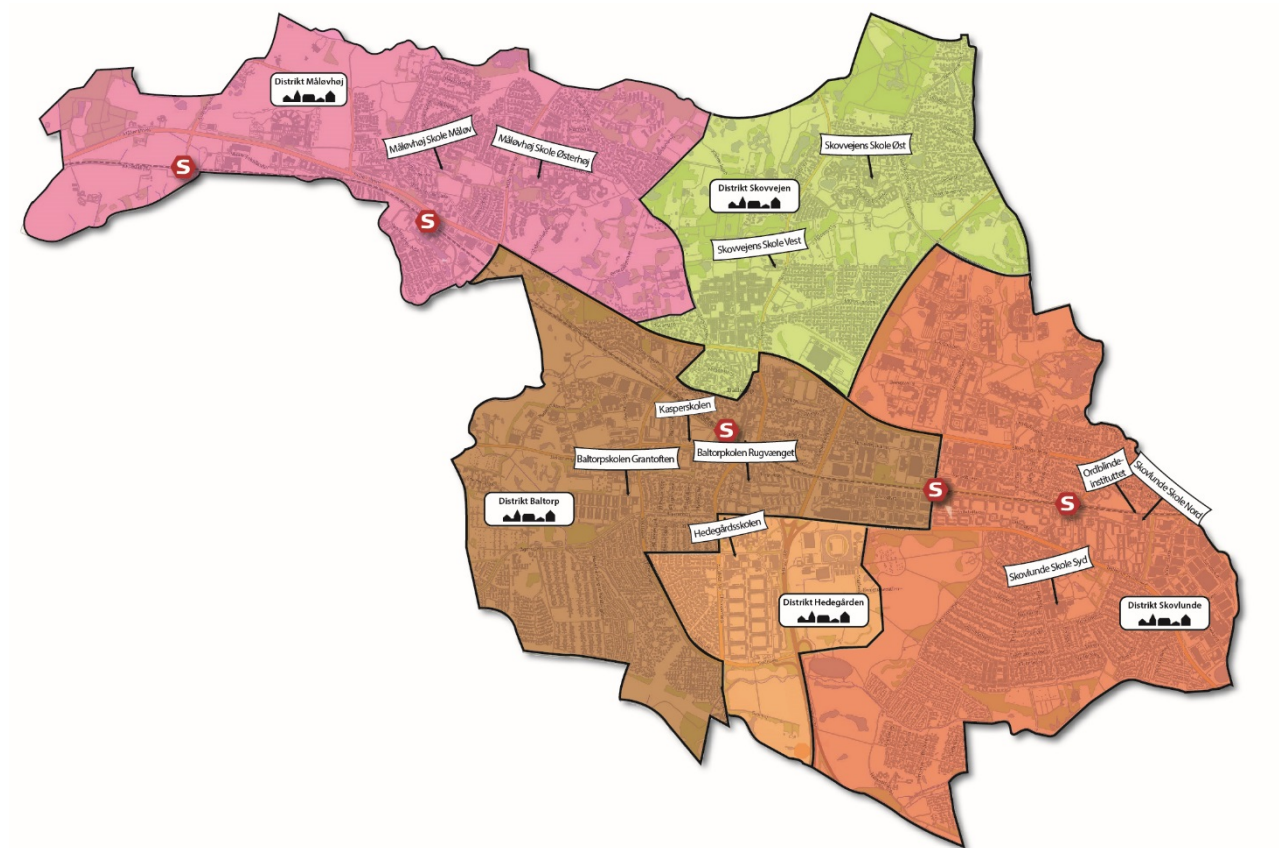 Distrikt Måløvhøj
Måløvhøj Skole Måløv
Måløvhøj Skole Østerhøj
Skovvejens Skole Øst
Distrikt Skovvejen
Skovvejens Skole Vest
S
S
Kasperskolen
S
Baltorpskolen Grantoften
Baltorpkolen Rugvænget
Distrikt Baltorp
Hedegårdsskolen
Distrikt Hedegården
S
S
Ordblinde-
instituttet
Skovlunde Skole Nord
Skovlunde Skole Syd
Distrikt Skovlunde